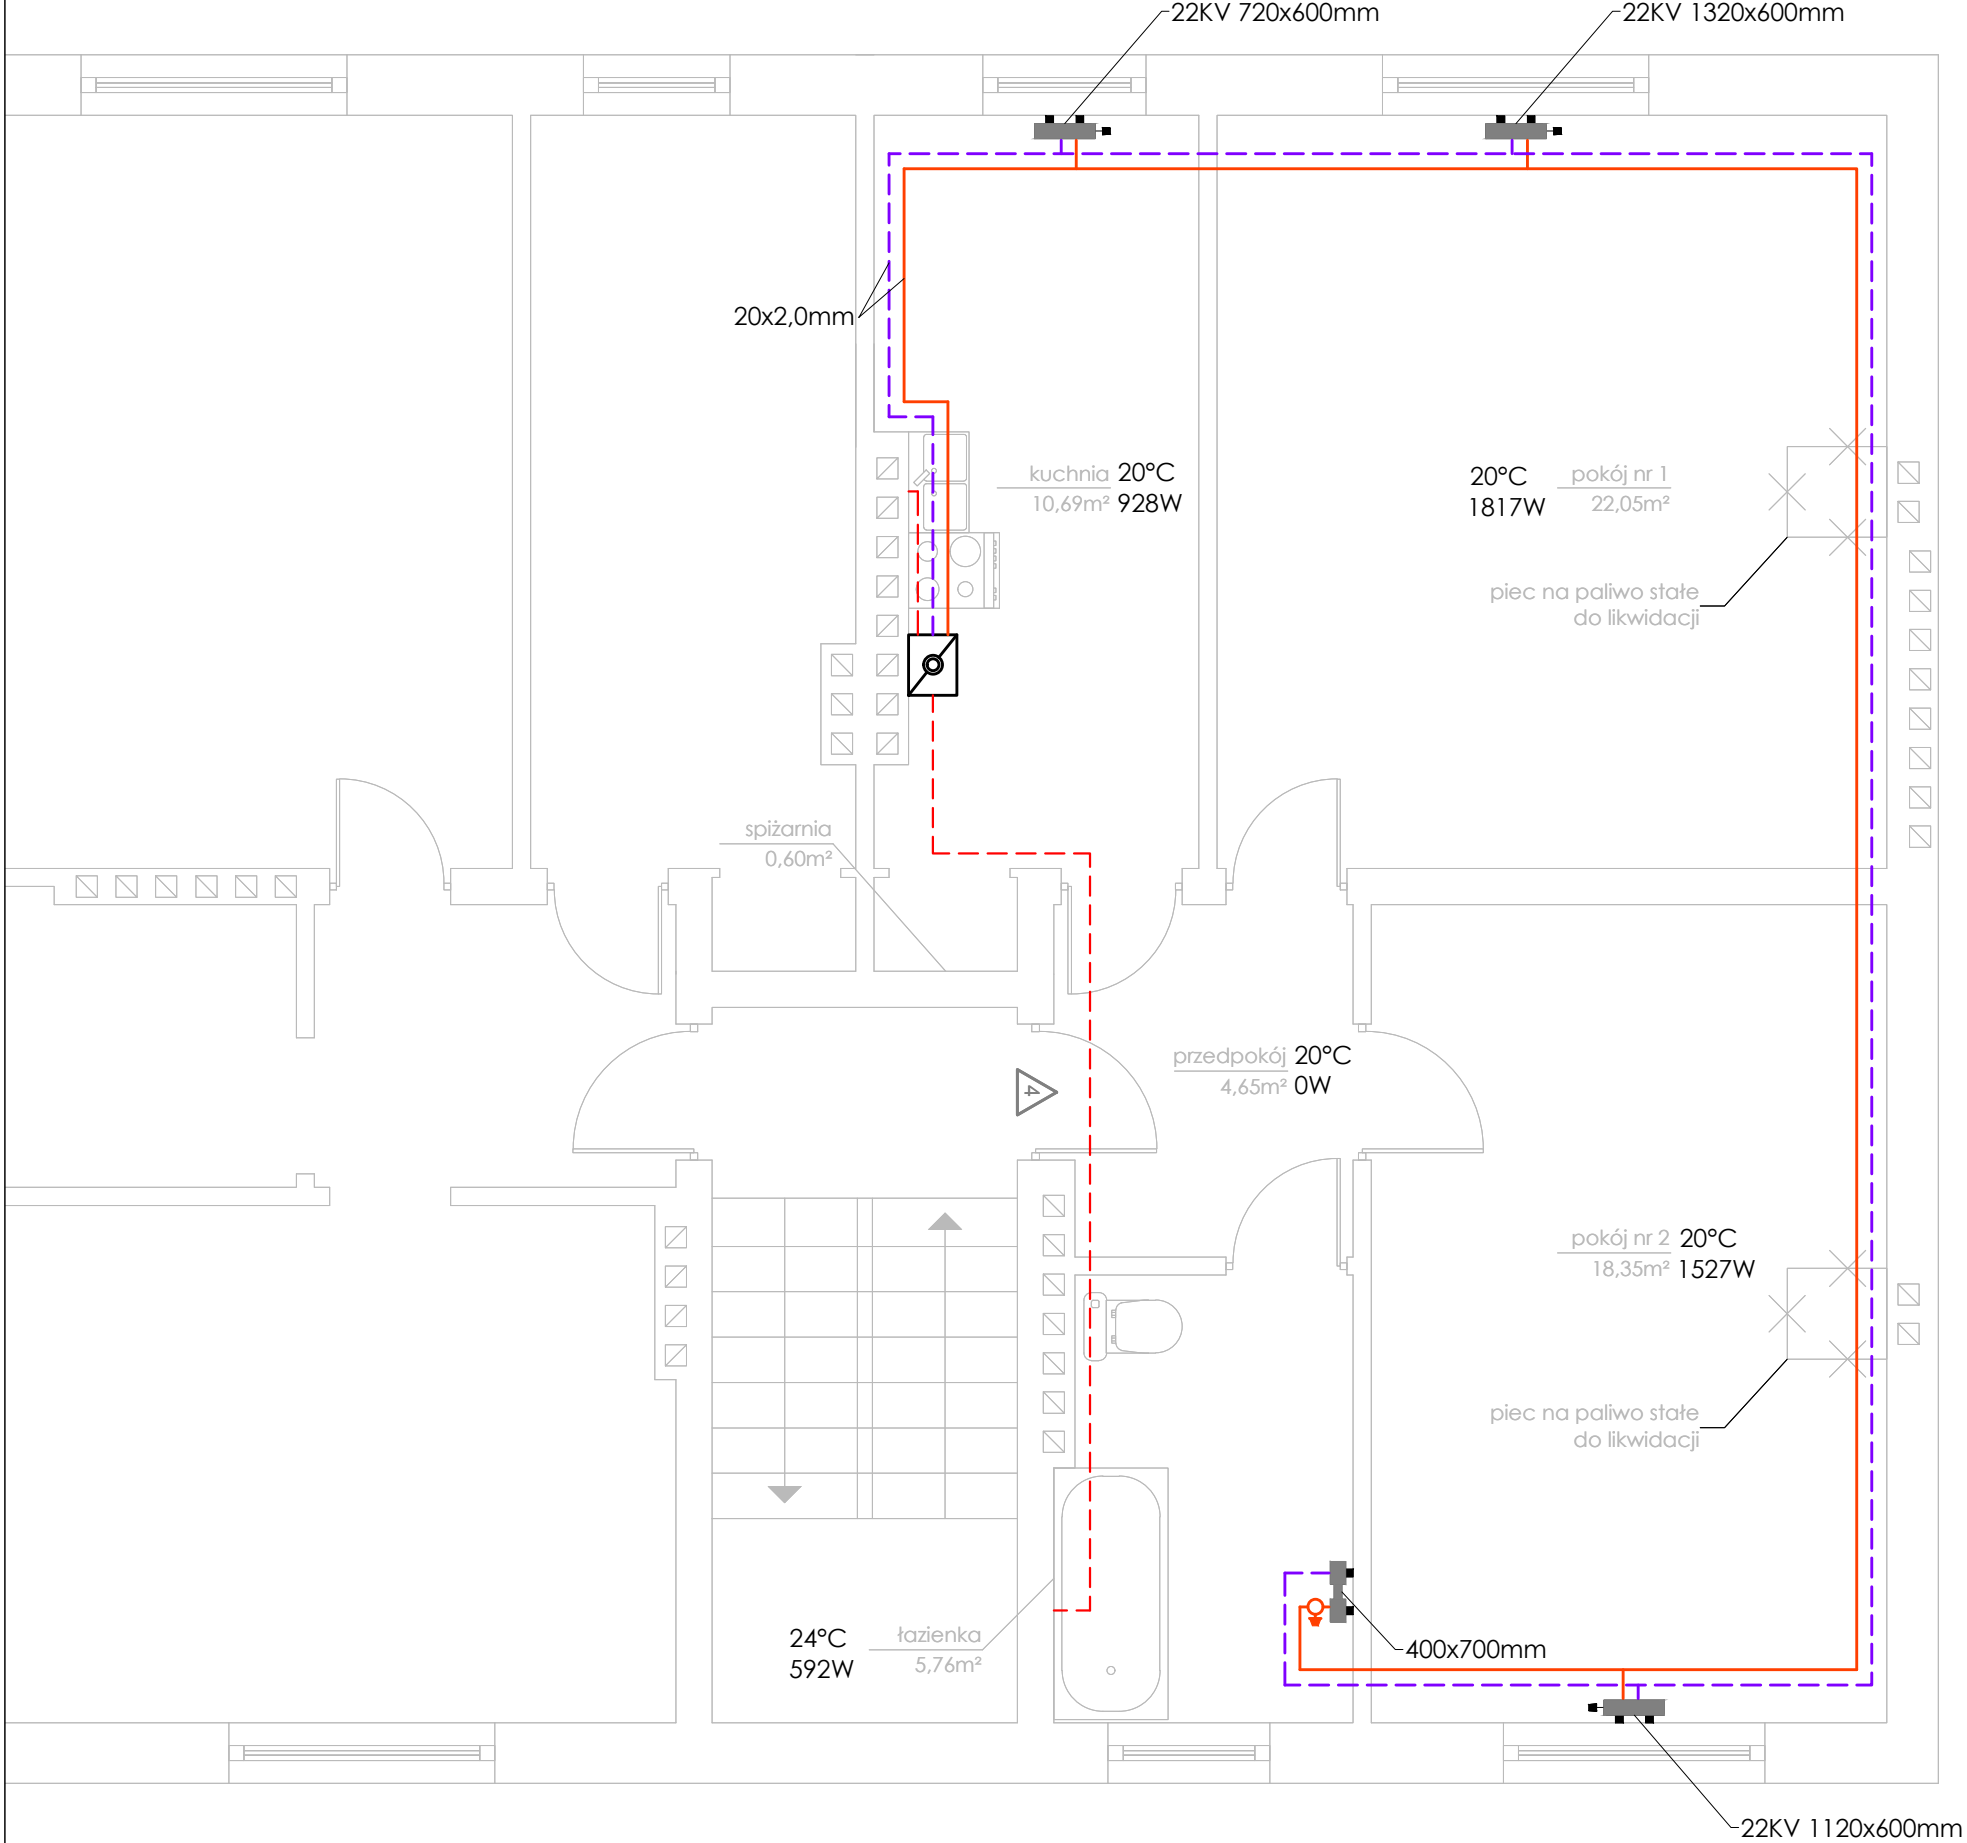 22KV 720x600mm
22KV 1320x600mm
20x2,0mm
kuchnia 20°C
10,69m² 928W
20°C pokój nr 1
1817W 22,05m²
piec na paliwo stałe
do likwidacji
spiżarnia
0,60m²
przedpokój 20°C
4,65m² 0W
4
pokój nr 2 20°C
18,35m² 1527W
piec na paliwo stałe
do likwidacji
24°C łazienka
592W 5,76m²
400x700mm
22KV 1120x600mm